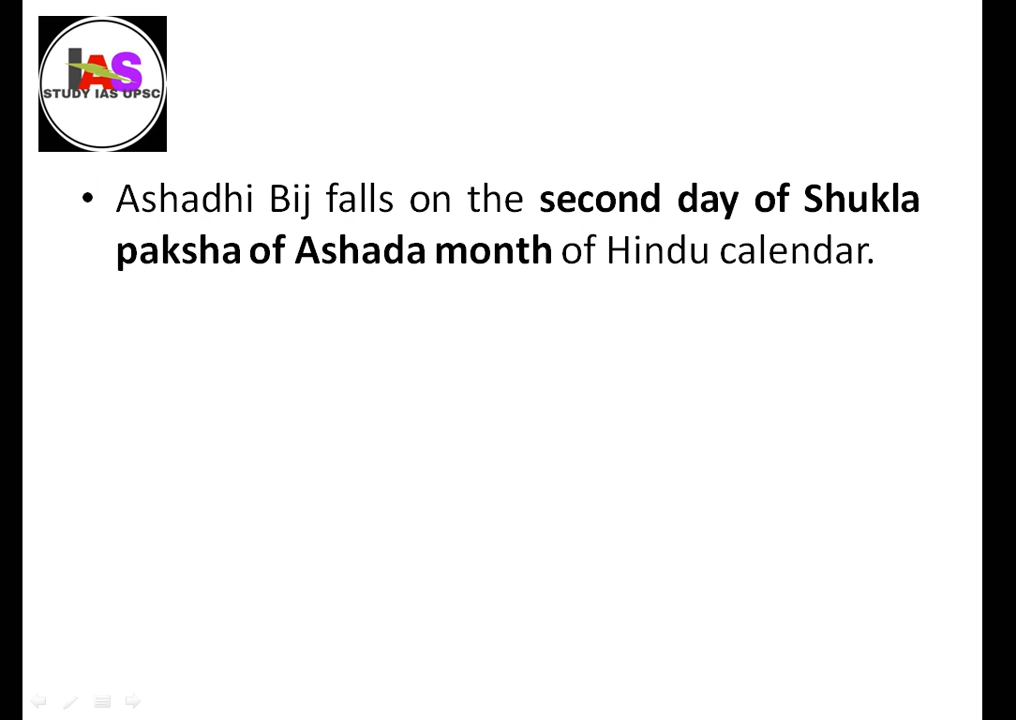 IAS
STUDY IAS UPSC
• Ashadhi Bij falls on the second day of Shukla
paksha of Ashada month of Hindu calendar.